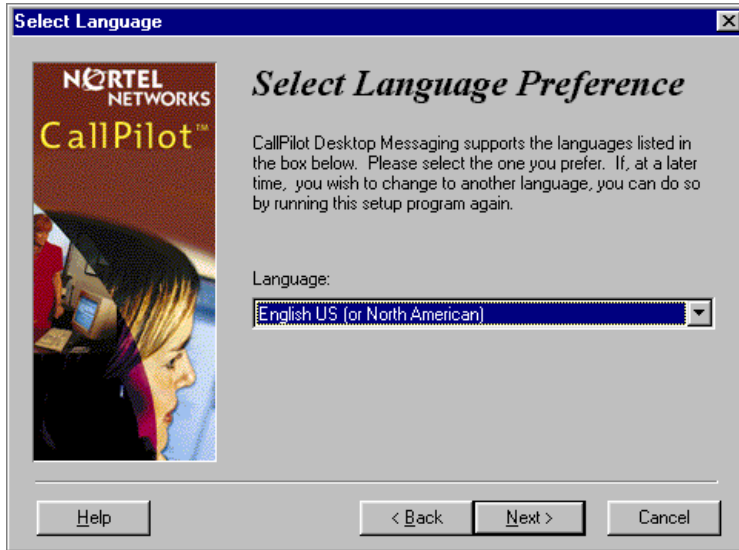 Select Language
NORTEL
NETWORKS
CallPilot™
Select Language Preference
CallPilot Desktop Messaging supports the languages listed in
the box below. Please select the one you prefer. If, at a later
time, you wish to change to another language, you can do so
by running this setup program again.
Language:
English US (or North American)
Help
< Back
Next >
Cancel